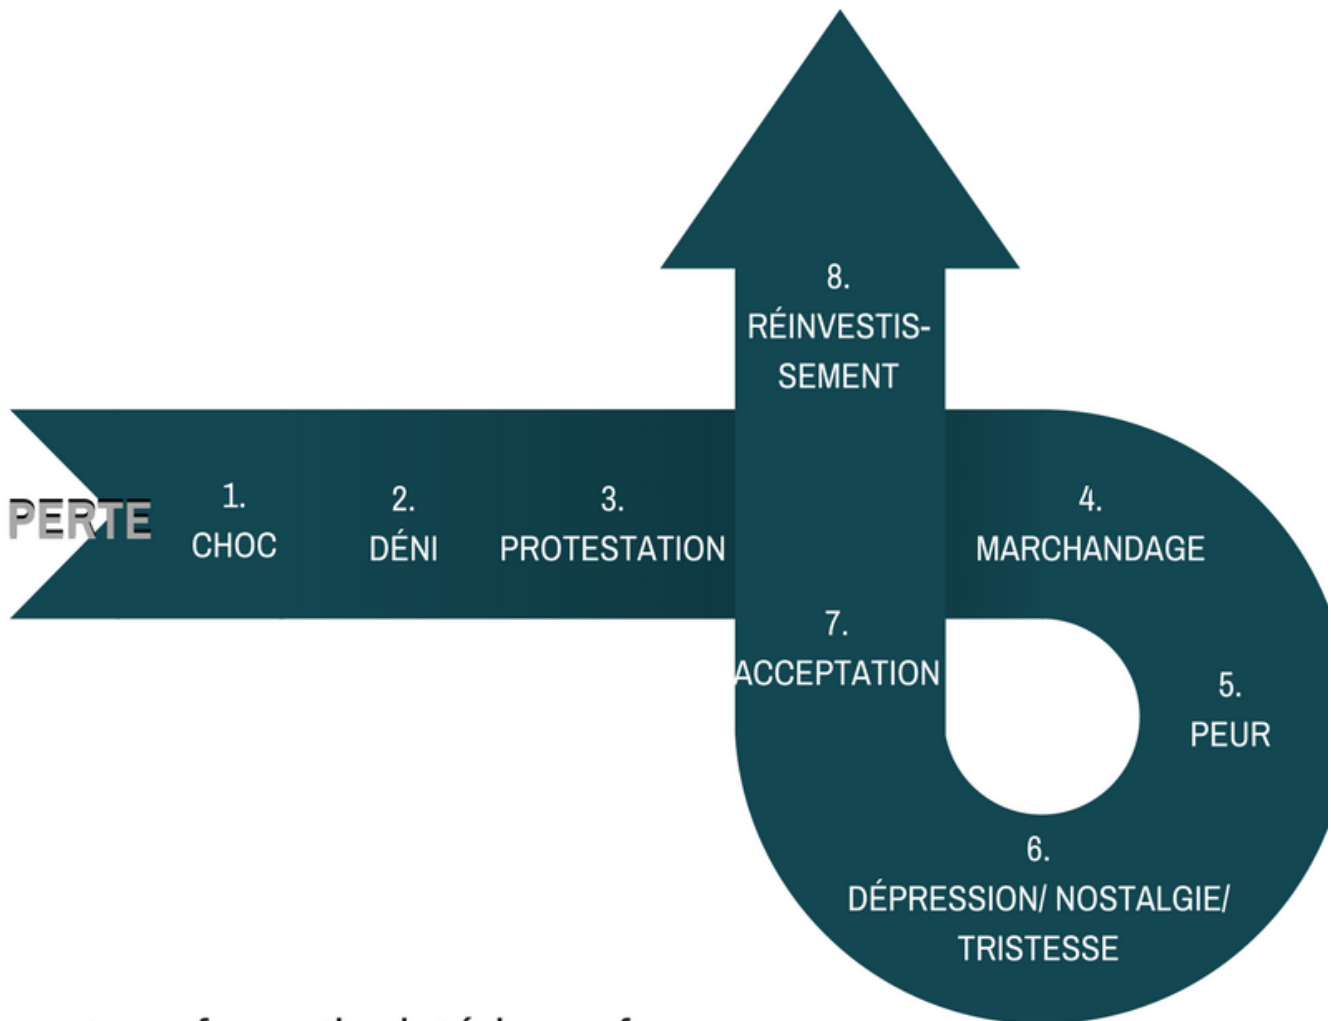 PERTE
1.
CHOC
2.
DÉNI
3.
PROTESTATION
4.
MARCHANDAGE
5.
PEUR
6.
DÉPRESSION/ NOSTALGIE/
TRISTESSE
7.
ACCEPTATION
8.
RÉINVESTIS-
SEMENT